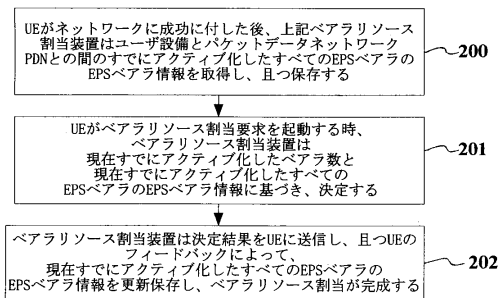 UEがネットワークに成功に付した後、上記ベアラリソース
割当装置はユーザ設備とパケットデータネットワーク
PDNとの間のすでにアクティブ化したすべてのEPSベアラの
EPSベアラ情報を取得し、且つ保存する
200
UEがベアラリソース割当要求を起動する時、
ベアラリソース割当装置は
現在すでにアクティブ化したベアラ数と
現在すでにアクティブ化したすべての
EPSベアラのEPSベアラ情報に基づき、決定する
201
ベアラリソース割当装置は決定結果をUEに送信し、且つUEの
フィードバックによって、
現在すでにアクティブ化したすべてのEPSベアラの
EPSベアラ情報を更新保存し、ベアラリソース割当が完成する
202